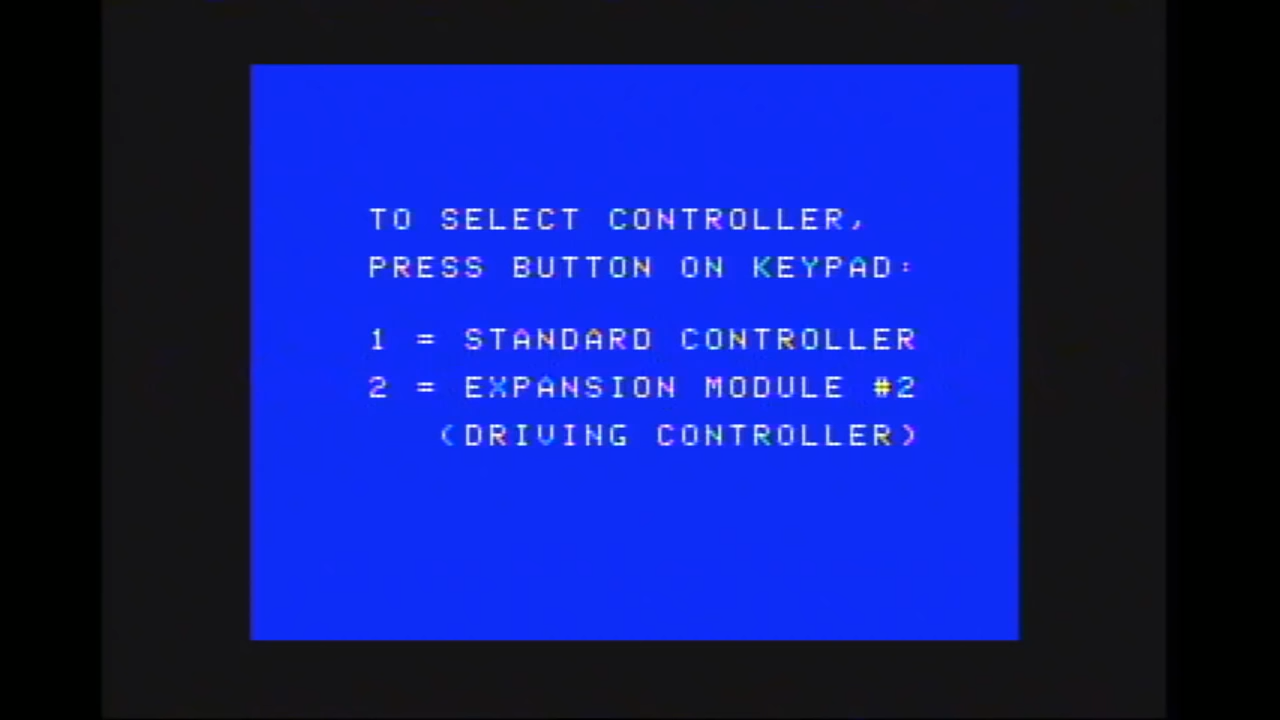 TO SELECT CONTROLLER,
PRESS BUTTON ON KEYPAD:
1 = STANDARD CONTROLLER
2 = EXPANSION MODULE #2
(DRIVING CONTROLLER)